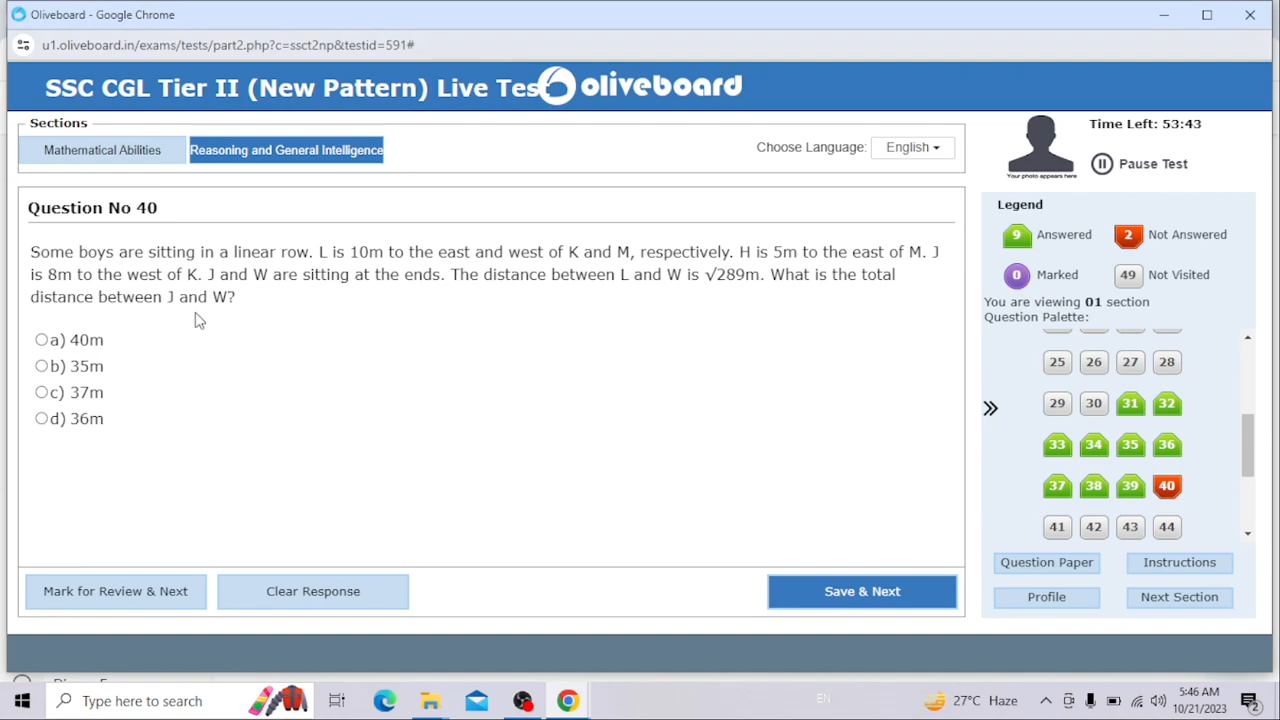 Oliveboard - Google Chrome
u1.oliveboard.in/exams/tests/part2.php?c=ssct2np&testid=591#
SSC CGL Tier II (New Pattern) Live Tes
oliveboard
Sections
Mathematical Abilities
Reasoning and General Intelligence
Choose Language: English
Your photo appears here
Time Left: 53:43
Pause Test
Question No 40
Some boys are sitting in a linear row. L is 10m to the east and west of K and M, respectively. H is 5m to the east of M. J
is 8m to the west of K. J and W are sitting at the ends. The distance between L and W is √289m. What is the total
distance between J and W?
a) 40m
b) 35m
c) 37m
d) 36m
Mark for Review & Next
Clear Response
Save & Next
Legend
9 Answered
2 Not Answered
0 Marked
49 Not Visited
You are viewing 01 section
Question Palette:
25 26 27 28
29 30 31 32
33 34 35 36
37 38 39 40
41 42 43 44
»
Question Paper
Instructions
Profile
Next Section
Type here to search
EN
27°C Haze
5:46 AM
10/21/2023
2